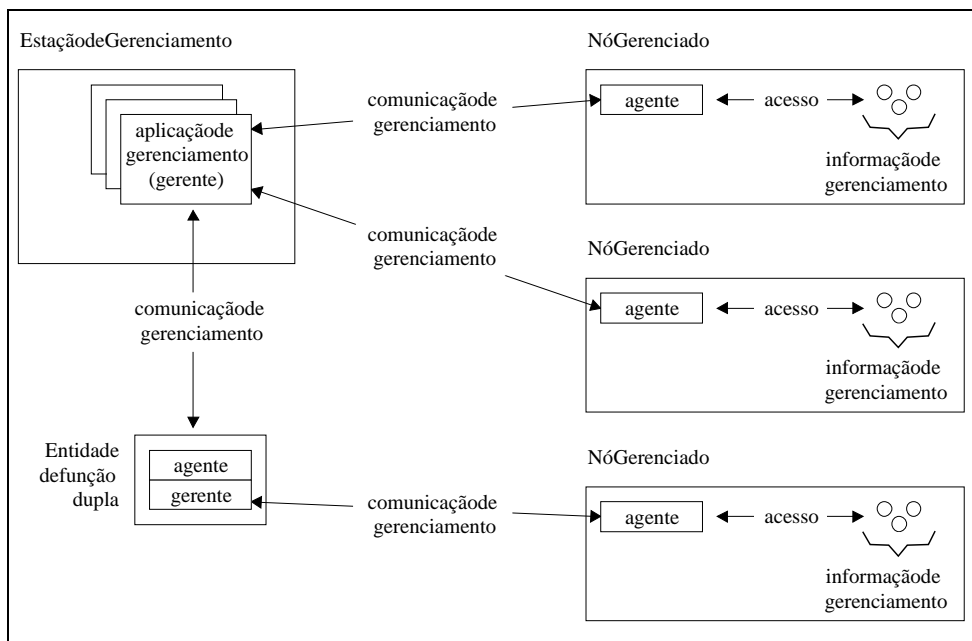 EstaçãodeGerenciamento
aplicaçãode
gerenciamento
(gerente)
comunicaçãode
gerenciamento
NóGerenciado
agente
acesso
informaçãode
gerenciamento
comunicaçãode
gerenciamento
NóGerenciado
agente
acesso
informaçãode
gerenciamento
comunicaçãode
gerenciamento
Entidade
defunção
dupla
agente
gerente
comunicaçãode
gerenciamento
NóGerenciado
agente
acesso
informaçãode
gerenciamento